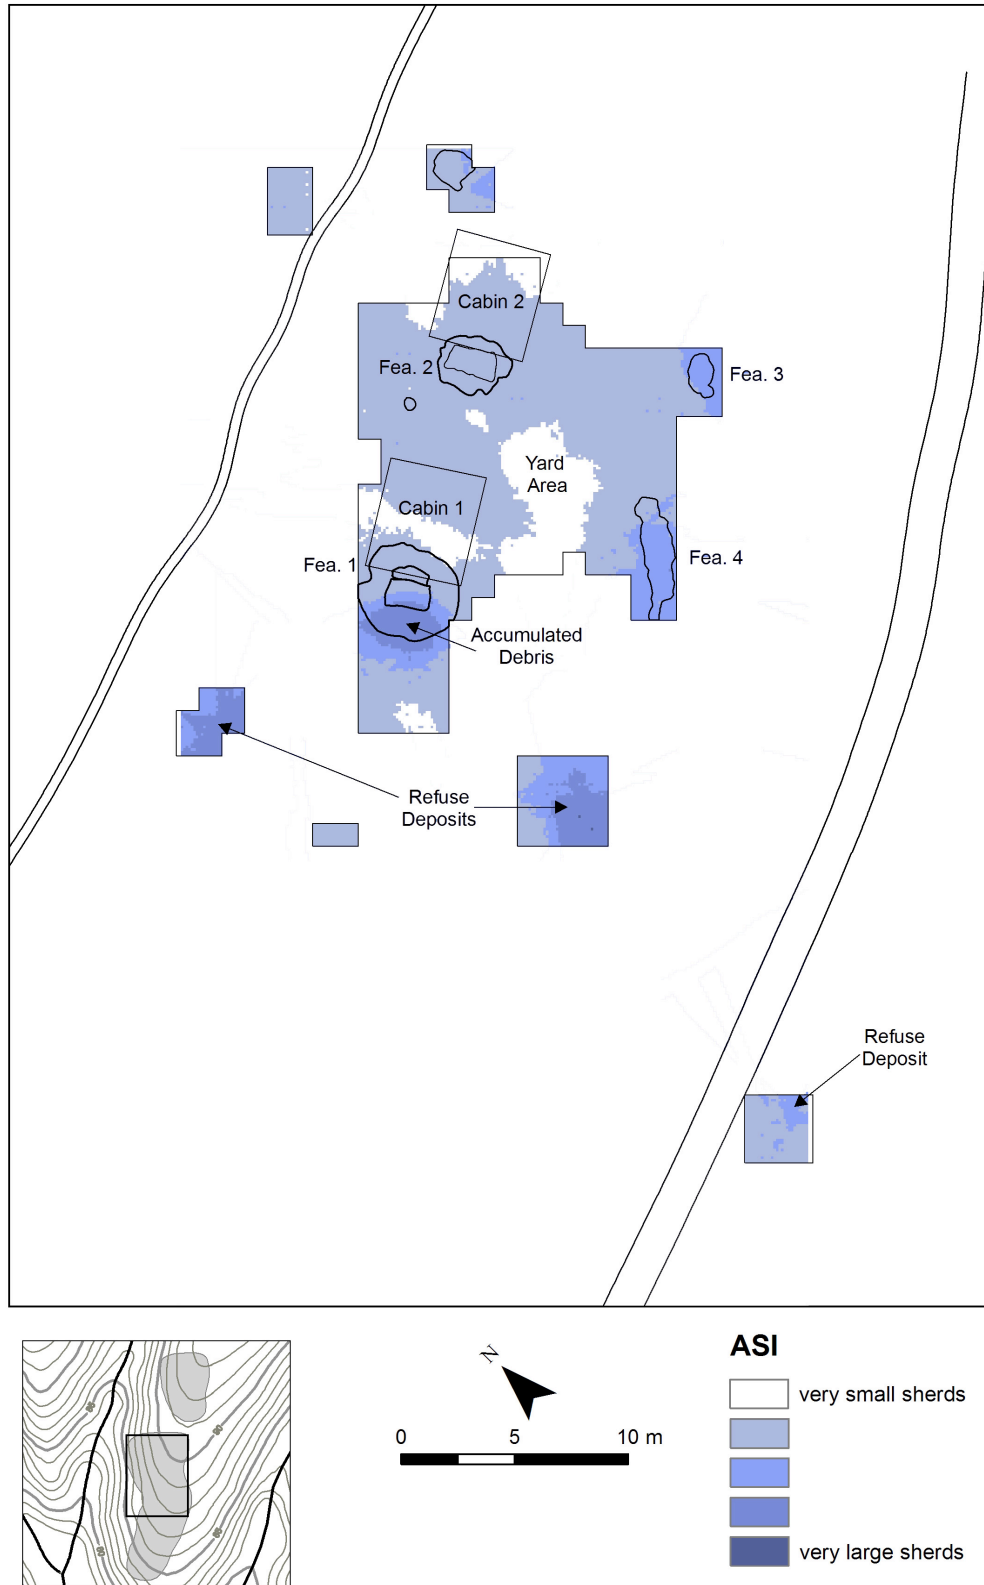 Cabin 2
Fea. 2
Fea. 3
Yard
Area
Cabin 1
Fea. 1
Fea. 4
Accumulated
Debris
Refuse
Deposits
Refuse
Deposit
N
0 5 10 m
ASI
very small sherds
very large sherds